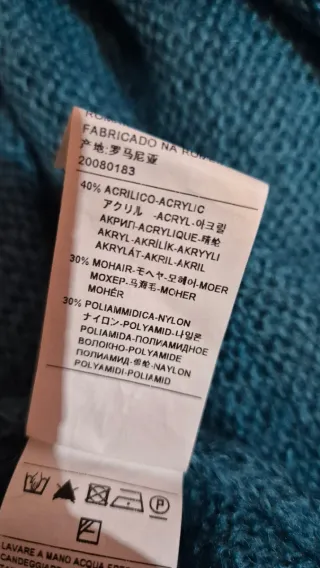 FABRICADO NA
产地:罗马尼亚
20080183
40% ACRILICO-ACRYLIC
アクリル -ACRYL-아크릴
АКРИЛ-ACRYLIQUE-腈纶
AKRYL-AKRİLİK-AKRYYLI
AKRYLÁT-AKRIL-AKRIL
30% MOHAIR-モヘヤ-모헤어-MOER
МОХЕР-马海毛-MOHER
MOHÉR
30% POLIAMMIDICA-NYLON
ナイロン-POLYAMID-나일론
POLIAMIDA-ПОЛИАМИДНОЕ
ВОЛОКНО-POLYAMIDE
ПОЛИАМИД-锦纶-NAYLON
POLYAMIDI-POLIAMID
P
LAVARE A MANO ACQUA
CANDEGGIARE